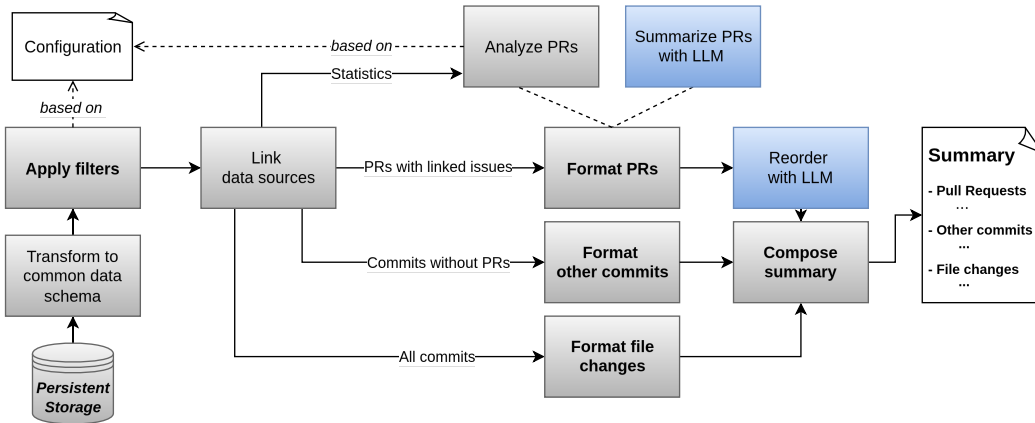 Configuration
based on
Analyze PRs
Summarize PRs
with LLM
Statistics
based on
Apply filters
Link
data sources
PRs with linked issues
Format PRs
Reorder
with LLM
Transform to
common data
schema
Commits without PRs
Format
other commits
Compose
summary
All commits
Format file
changes
Persistent
Storage
Summary
- Pull Requests
...
- Other commits
...
- File changes
...